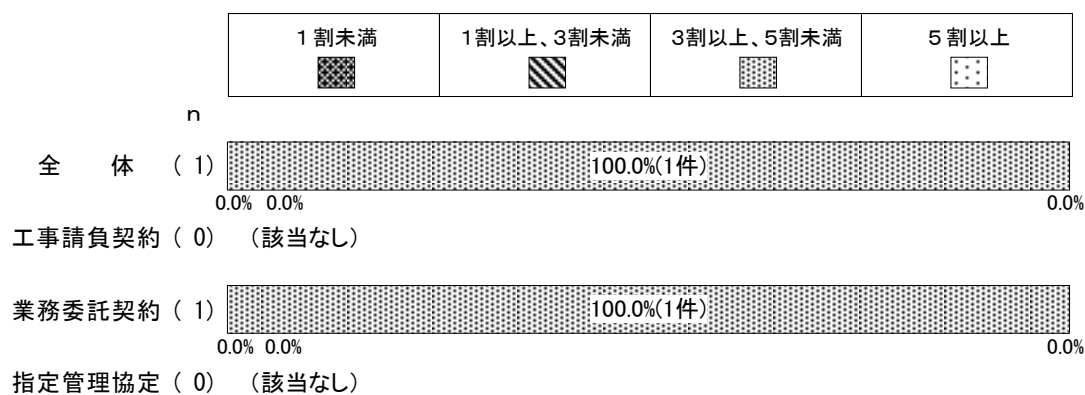 １割未満 1割以上、3割未満 3割以上、5割未満 ５割以上
n
全 体 ( 1) 100.0%(1件)
0.0% 0.0% 0.0%
工事請負契約 ( 0) (該当なし)
業務委託契約 ( 1) 100.0%(1件)
0.0% 0.0% 0.0%
指定管理協定 ( 0) (該当なし)